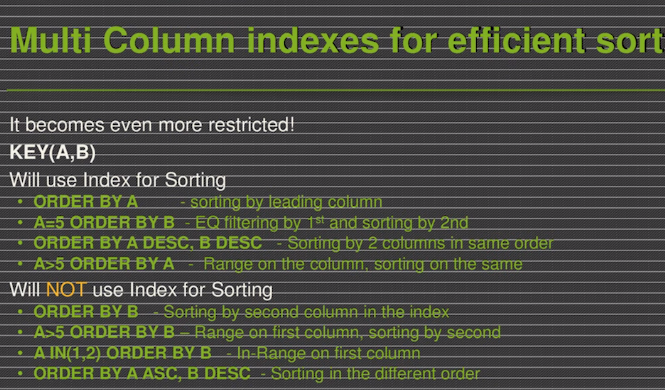 Multi Column indexes for efficient sort
It becomes even more restricted!
KEY(A,B)
Will use Index for Sorting
• ORDER BY A - sorting by leading column
• A=5 ORDER BY B - EQ filtering by 1st and sorting by 2nd
• ORDER BY A DESC, B DESC - Sorting by 2 columns in same order
• A>5 ORDER BY A - Range on the column, sorting on the same
Will NOT use Index for Sorting
• ORDER BY B - Sorting by second column in the index
• A>5 ORDER BY B – Range on first column, sorting by second
• A IN(1,2) ORDER BY B - In-Range on first column
• ORDER BY A ASC, B DESC - Sorting in the different order